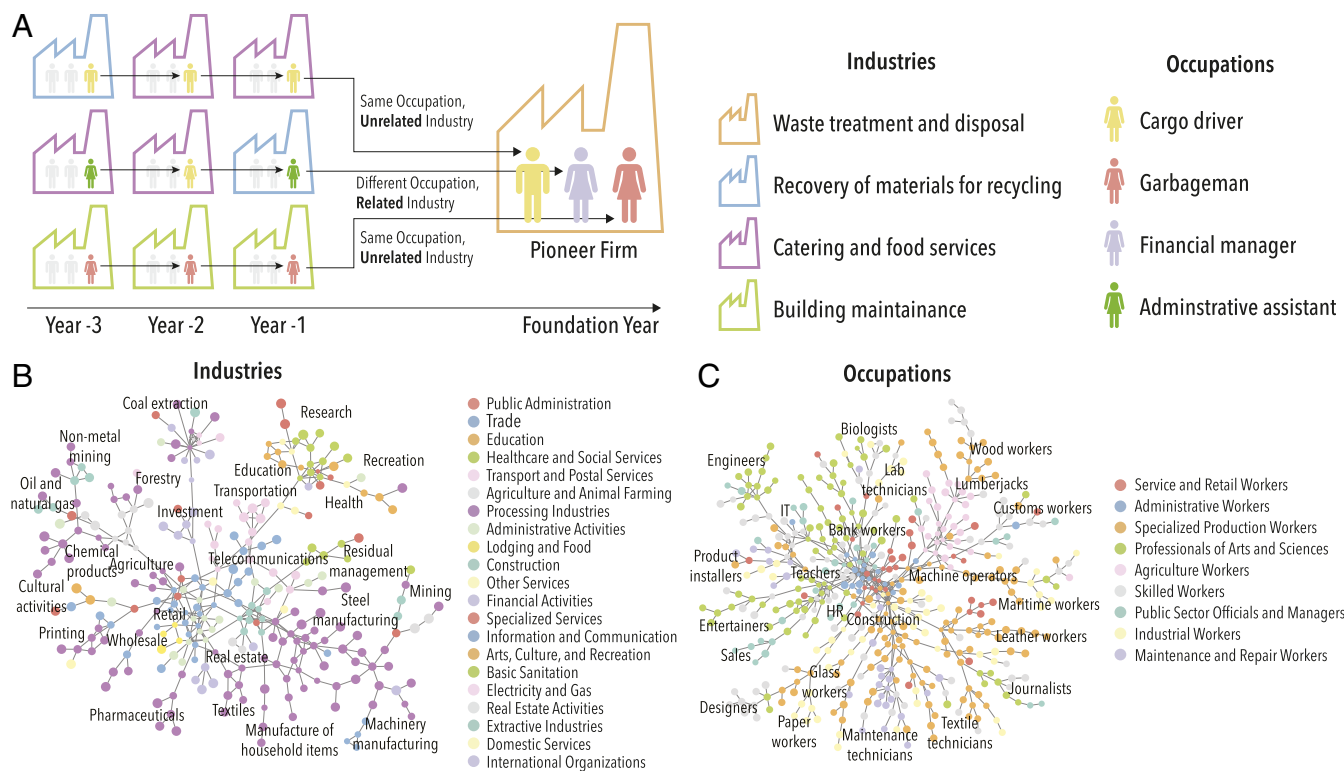 A
Same Occupation,
Unrelated Industry
Different Occupation,
Related Industry
Same Occupation,
Unrelated Industry
Pioneer Firm
Year -3
Year -2
Year -1
Foundation Year
Industries
Waste treatment and disposal
Recovery of materials for recycling
Catering and food services
Building maintainance
Occupations
Cargo driver
Garbageman
Financial manager
Adminstrative assistant
B
Industries
Coal extraction
Research
Non-metal
mining
Recreation
Education
Forestry
Oil and
natural gas
Transportation
Health
Investment
Telecommunications
Chemical
products
Agriculture
Residual
management
Cultural
activities
Mining
Steel
manufacturing
Retail
Printing
Wholesale
Real estate
Pharmaceuticals
Textiles
Manufacture of
household items
Machinery
manufacturing
Public Administration
Trade
Education
Healthcare and Social Services
Transport and Postal Services
Agriculture and Animal Farming
Processing Industries
Administrative Activities
Lodging and Food
Construction
Other Services
Financial Activities
Specialized Services
Information and Communication
Arts, Culture, and Recreation
Basic Sanitation
Electricity and Gas
Real Estate Activities
Extractive Industries
Domestic Services
International Organizations
C
Occupations
Biologists
Wood workers
Engineers
Lab
technicians
Lumberjacks
Customs workers
IT
Bank workers
Product
installers
Teachers
Machine operators
Maritime workers
HR
Construction
Entertainers
Leather workers
Sales
Glass
workers
Journalists
Designers
Paper
workers
Maintenance
technicians
Textile
technicians
Service and Retail Workers
Administrative Workers
Specialized Production Workers
Professionals of Arts and Sciences
Agriculture Workers
Skilled Workers
Public Sector Officials and Managers
Industrial Workers
Maintenance and Repair Workers